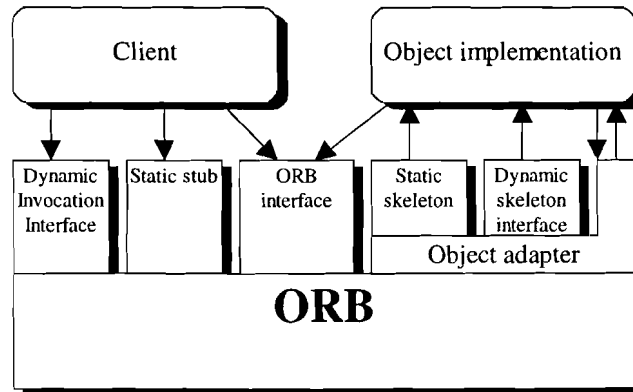 Client
Object implementation
Dynamic
Invocation
Interface
Static stub
ORB
interface
Static
skeleton
Dynamic
skeleton
interface
Object adapter
ORB